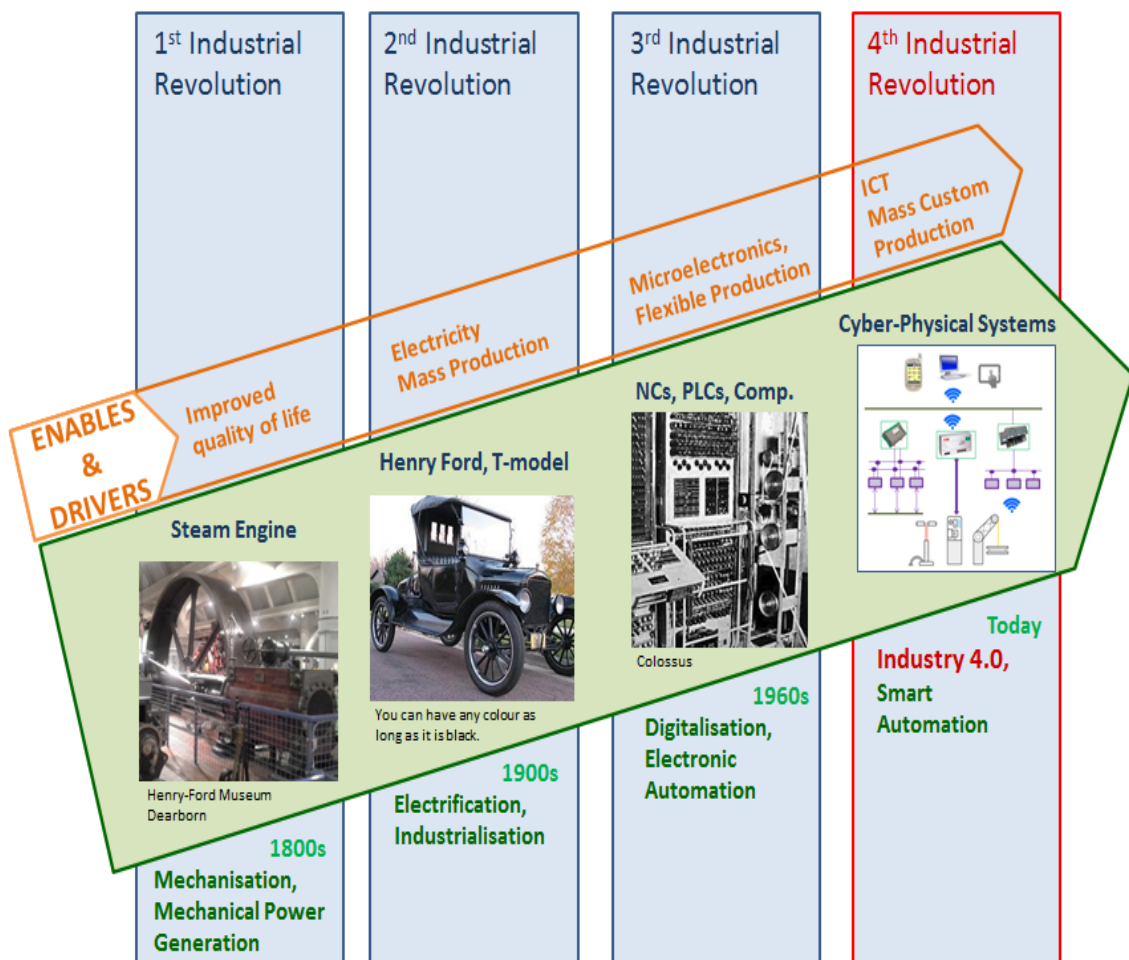 1st Industrial
Revolution
2nd Industrial
Revolution
3rd Industrial
Revolution
4th Industrial
Revolution
ENABLES
&
DRIVERS
Improved
quality of life
Electricity
Mass Production
Microelectronics,
Flexible Production
ICT
Mass Custom
Production
Steam Engine
Henry-Ford Museum
Dearborn
1800s
Mechanisation,
Mechanical Power
Generation
Henry Ford, T-model
You can have any colour as
long as it is black.
1900s
Electrification,
Industrialisation
NCs, PLCs, Comp.
Colossus
1960s
Digitalisation,
Electronic
Automation
Cyber-Physical Systems
Today
Industry 4.0,
Smart
Automation